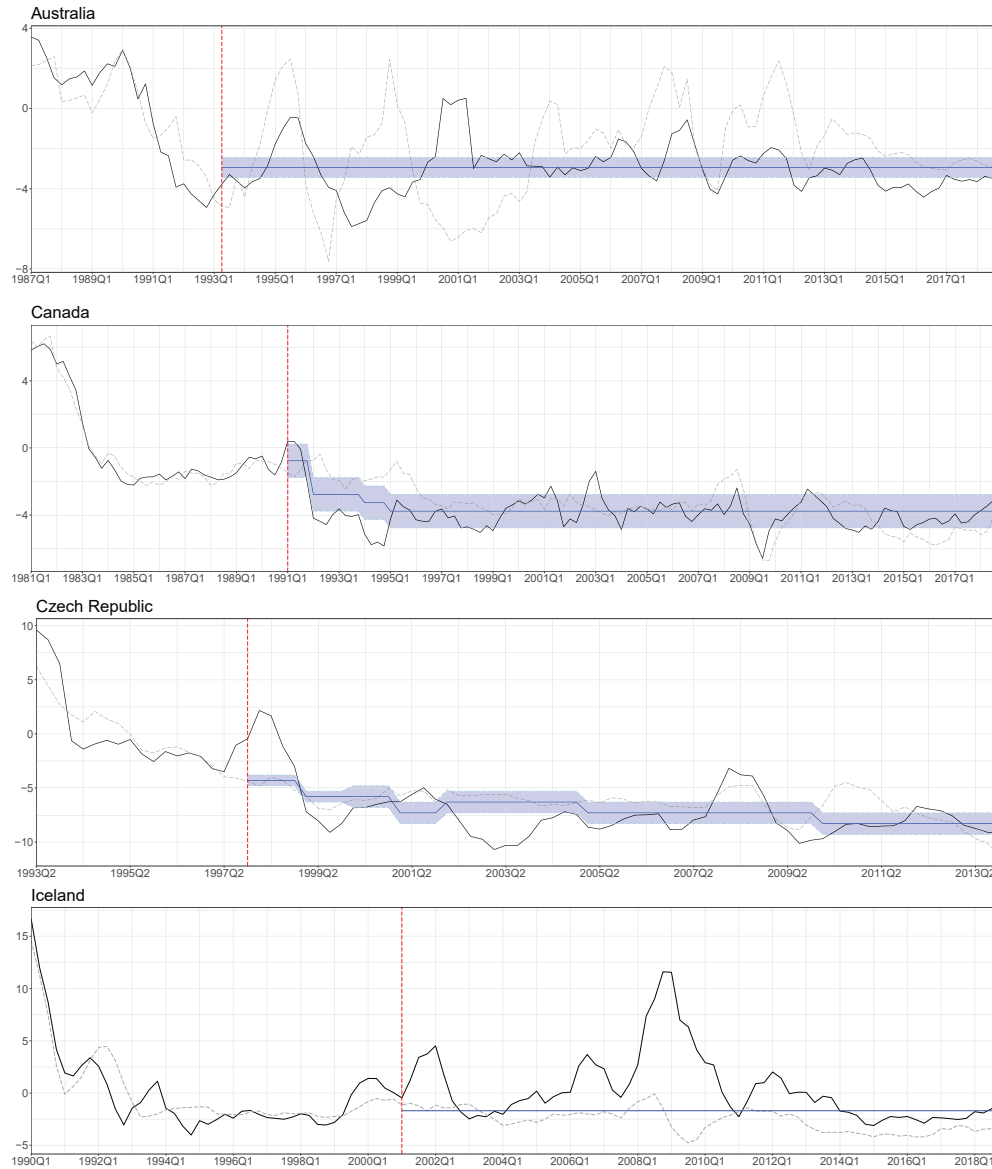 Australia
4
0
−4
−8
1987Q1 1989Q1 1991Q1 1993Q1 1995Q1 1997Q1 1999Q1 2001Q1 2003Q1 2005Q1 2007Q1 2009Q1 2011Q1 2013Q1 2015Q1 2017Q1
Canada
4
0
−4
1981Q1 1983Q1 1985Q1 1987Q1 1989Q1 1991Q1 1993Q1 1995Q1 1997Q1 1999Q1 2001Q1 2003Q1 2005Q1 2007Q1 2009Q1 2011Q1 2013Q1 2015Q1 2017Q1
Czech Republic
10
5
0
−5
−10
1993Q2 1995Q2 1997Q2 1999Q2 2001Q2 2003Q2 2005Q2 2007Q2 2009Q2 2011Q2 2013Q2
Iceland
15
10
5
0
−5
1990Q1 1992Q1 1994Q1 1996Q1 1998Q1 2000Q1 2002Q1 2004Q1 2006Q1 2008Q1 2010Q1 2012Q1 2014Q1 2016Q1 2018Q1